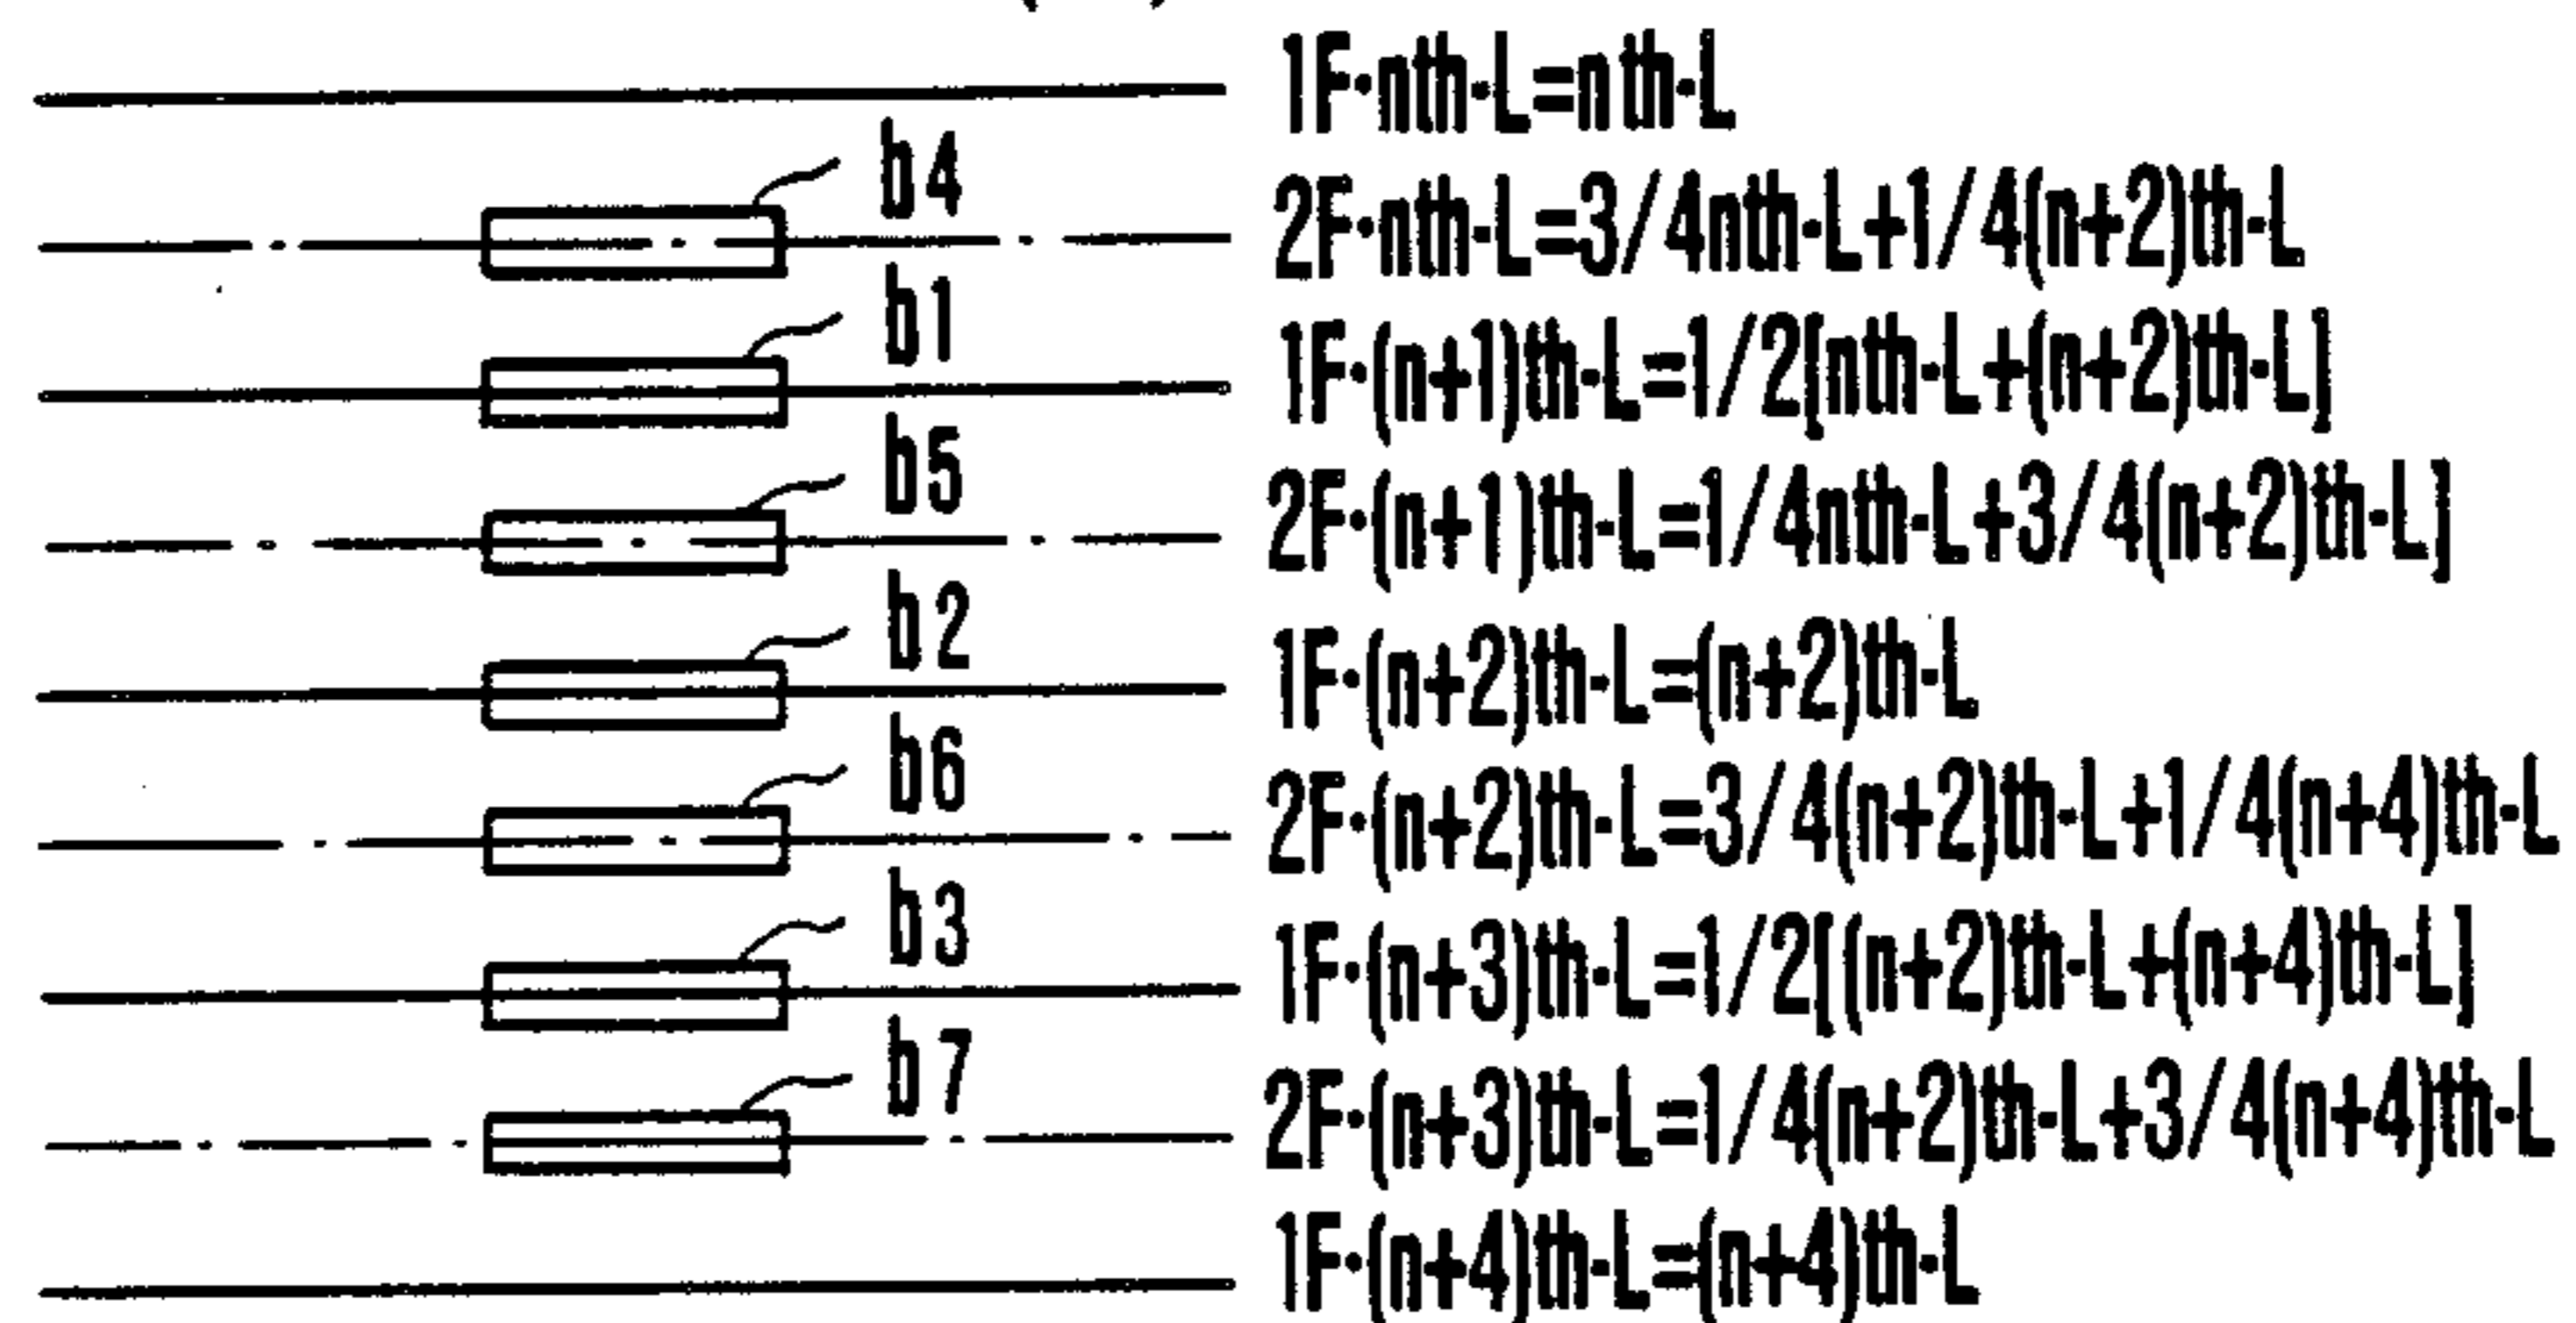 1F·nth-L=nth-L
b4
2F·nth-L=3/4nth-L+1/4(n+2)th-L
b1
1F·(n+1)th-L=1/2[nth-L+(n+2)th-L]
b5
2F·(n+1)th-L=1/4nth-L+3/4(n+2)th-L]
b2
1F·(n+2)th-L=(n+2)th-L
b6
2F·(n+2)th-L=3/4(n+2)th-L+1/4(n+4)th-L
b3
1F·(n+3)th-L=1/2[(n+2)th-L+(n+4)th-L]
b7
2F·(n+3)th-L=1/4(n+2)th-L+3/4(n+4)th-L
1F·(n+4)th-L=(n+4)th-L